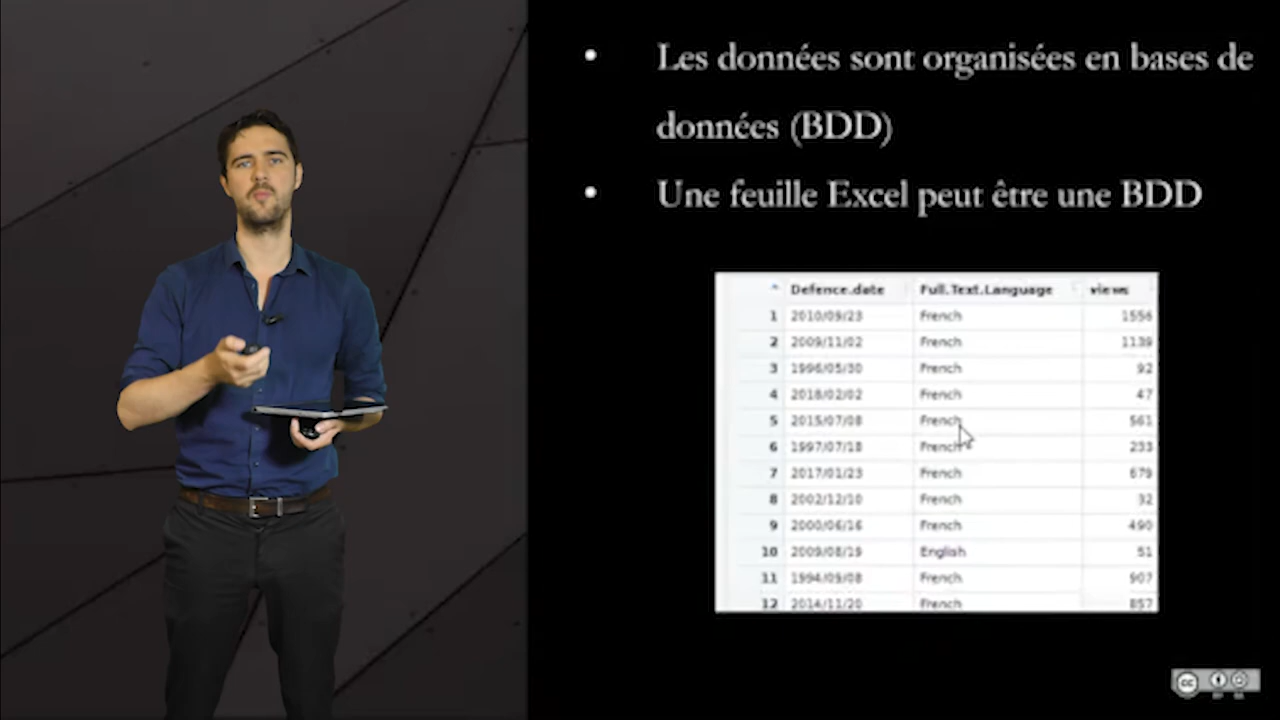 Les données sont organisées en bases de
données (BDD)
Une feuille Excel peut être une BDD
Defence.date Full.Text.Language views
1 2010/09/23 French 1556
2 2009/11/02 French 1139
3 1996/05/30 French 92
4 2018/02/02 French 47
5 2015/07/08 French 561
6 1997/07/18 French 233
7 2017/01/23 French 679
8 2002/12/10 French 32
9 2000/06/16 French 490
10 2009/08/19 English 51
11 1994/09/08 French 907
12 2014/11/20 French 857
cc